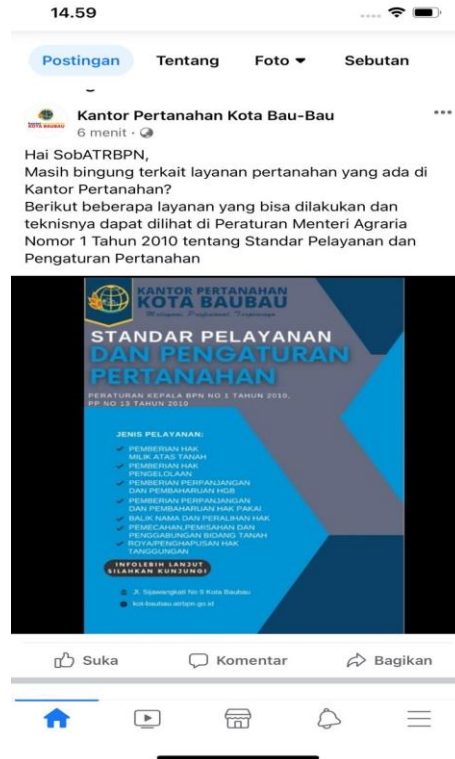 14.59
Postingan Tentang Foto Sebutan
Kantor Pertanahan Kota Bau-Bau
6 menit
Hai SobATRBPN,
Masih bingung terkait layanan pertanahan yang ada di
Kantor Pertanahan?
Berikut beberapa layanan yang bisa dilakukan dan
teknisnya dapat dilihat di Peraturan Menteri Agraria
Nomor 1 Tahun 2010 tentang Standar Pelayanan dan
Pengaturan Pertanahan
KANTOR PERTANAHAN
KOTA BAUBAU
Melayani, Profesional, Terpercaya
STANDAR PELAYANAN
DAN PENGATURAN
PERTANAHAN
PERATURAN KEPALA BPN NO 1 TAHUN 2010,
PP NO 13 TAHUN 2010
JENIS PELAYANAN:
PEMBERIAN HAK
MILIK ATAS TANAH
PEMBERIAN HAK
PENGELOLAAN
PEMBERIAN PERPANJANGAN
DAN PEMBAHARUAN HGB
PEMBERIAN PERPANJANGAN
DAN PEMBAHARUAN HAK PAKAI
BALIK NAMA DAN PERALIHAN HAK
PEMECAHAN,PEMISAHAN DAN
PENGGABUNGAN BIDANG TANAH
ROYA/PENGHAPUSAN HAK
TANGGUNGAN
INFOLEBIH LANJUT
SILAHKAN KUNJUNGI
Jl. Sijawangkati No 9 Kota Baubau
kot-baubau.atrbpn.go.id
Suka Komentar Bagikan